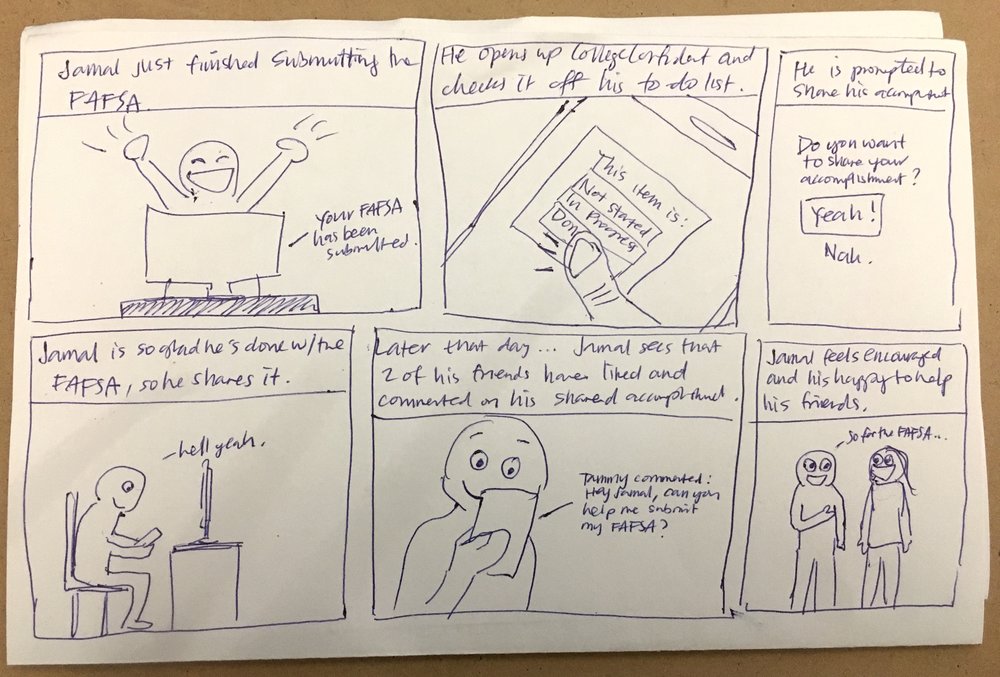 Jamal just finished submitting the
FAFSA
Your FAFSA
has been
submitted.
He opens up CollegeConfident and
checks it off his to do list.
This item is:
Not Started
In Progress
Don
He is prompted to
share his
Do you want
to share your
accomplishment?
Yeah!
Nah.
Jamal is so glad he's done w/the
FAFSA, so he shares it.
hell yeah.
Later that day... Jamal sees that
2 of his friends have liked and
commented on his shared
Tammy commented:
Hey Jamal, can you
help me submit
my FAFSA?
Jamal feels encouraged
and his happy to help
his friends.
So for the FAFSA...